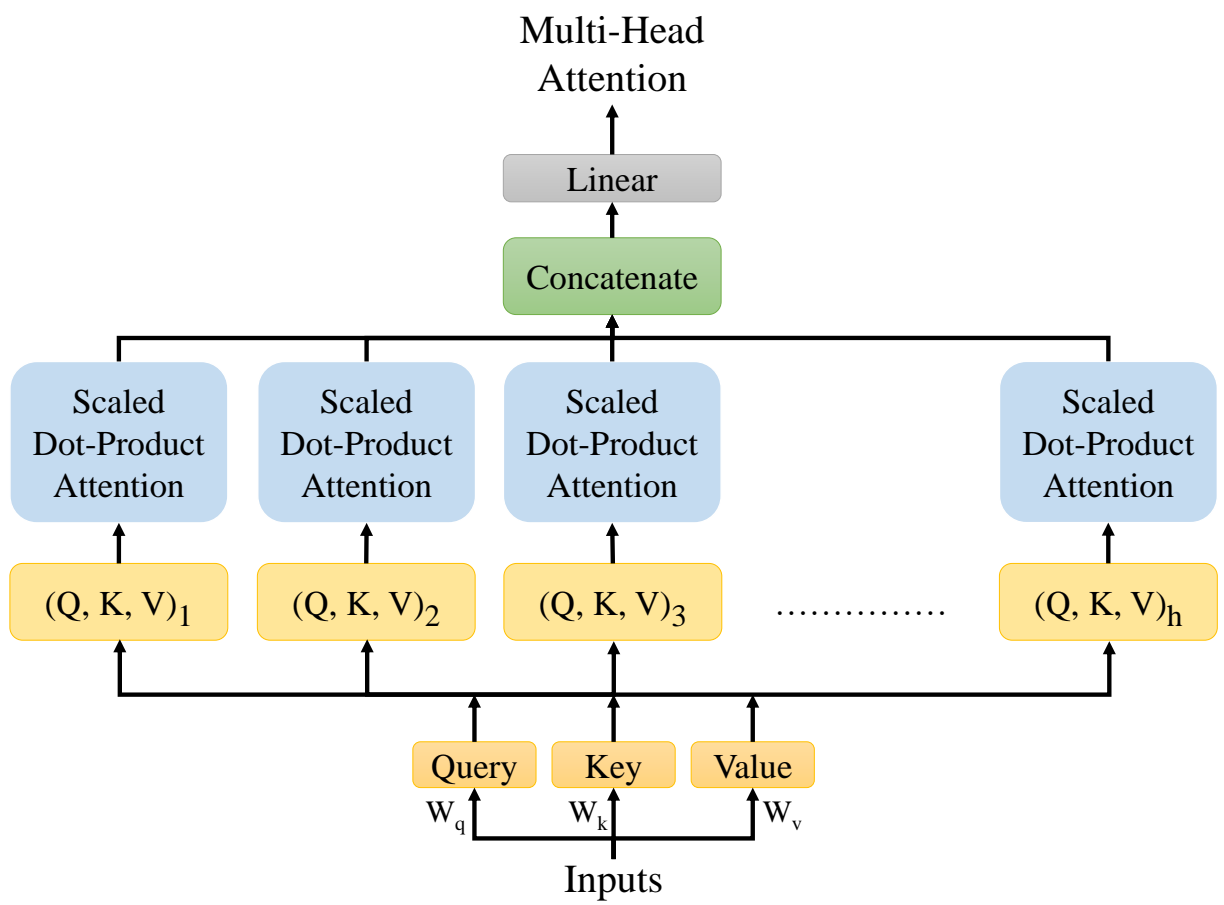 Multi-Head
Attention
Linear
Concatenate
Scaled
Dot-Product
Attention
Scaled
Dot-Product
Attention
Scaled
Dot-Product
Attention
Scaled
Dot-Product
Attention
(Q, K, V)1
(Q, K, V)2
(Q, K, V)3
……………
(Q, K, V)h
Query
Key
Value
Wq
Wk
Wv
Inputs